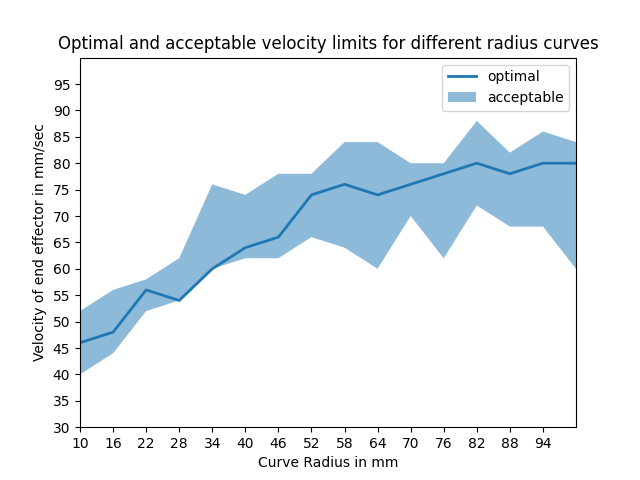 Optimal and acceptable velocity limits for different radius curves
optimal
acceptable
Velocity of end effector in mm/sec
95
90
85
80
75
70
65
60
55
50
45
40
35
30
10 16 22 28 34 40 46 52 58 64 70 76 82 88 94
Curve Radius in mm